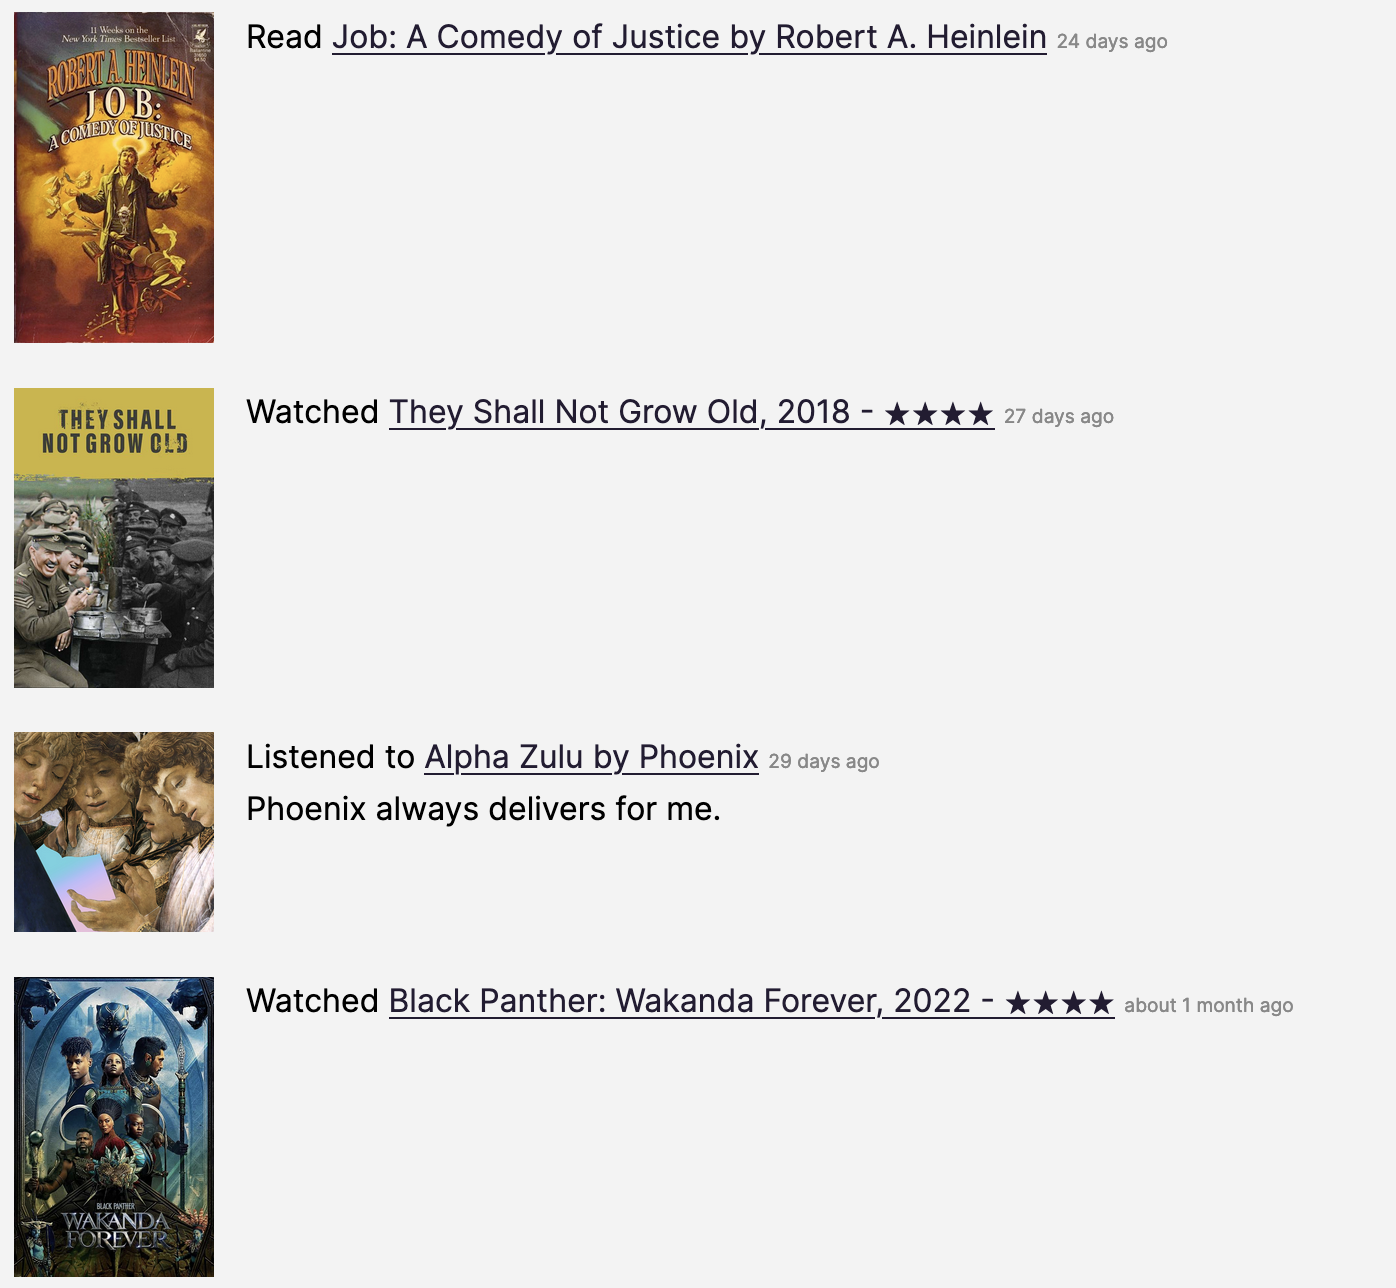 11 Weeks on the
New York Times Bestseller List
ROBERT A. HEINLEIN
JOB:
A COMEDY OF JUSTICE
Read Job: A Comedy of Justice by Robert A. Heinlein 24 days ago
THEY SHALL
NOT GROW OLD
Watched They Shall Not Grow Old, 2018 - ★★★★ 27 days ago
Listened to Alpha Zulu by Phoenix 29 days ago
Phoenix always delivers for me.
Watched Black Panther: Wakanda Forever, 2022 - ★★★★ about 1 month ago
BLACK PANTHER
WAKANDA
FOREVER